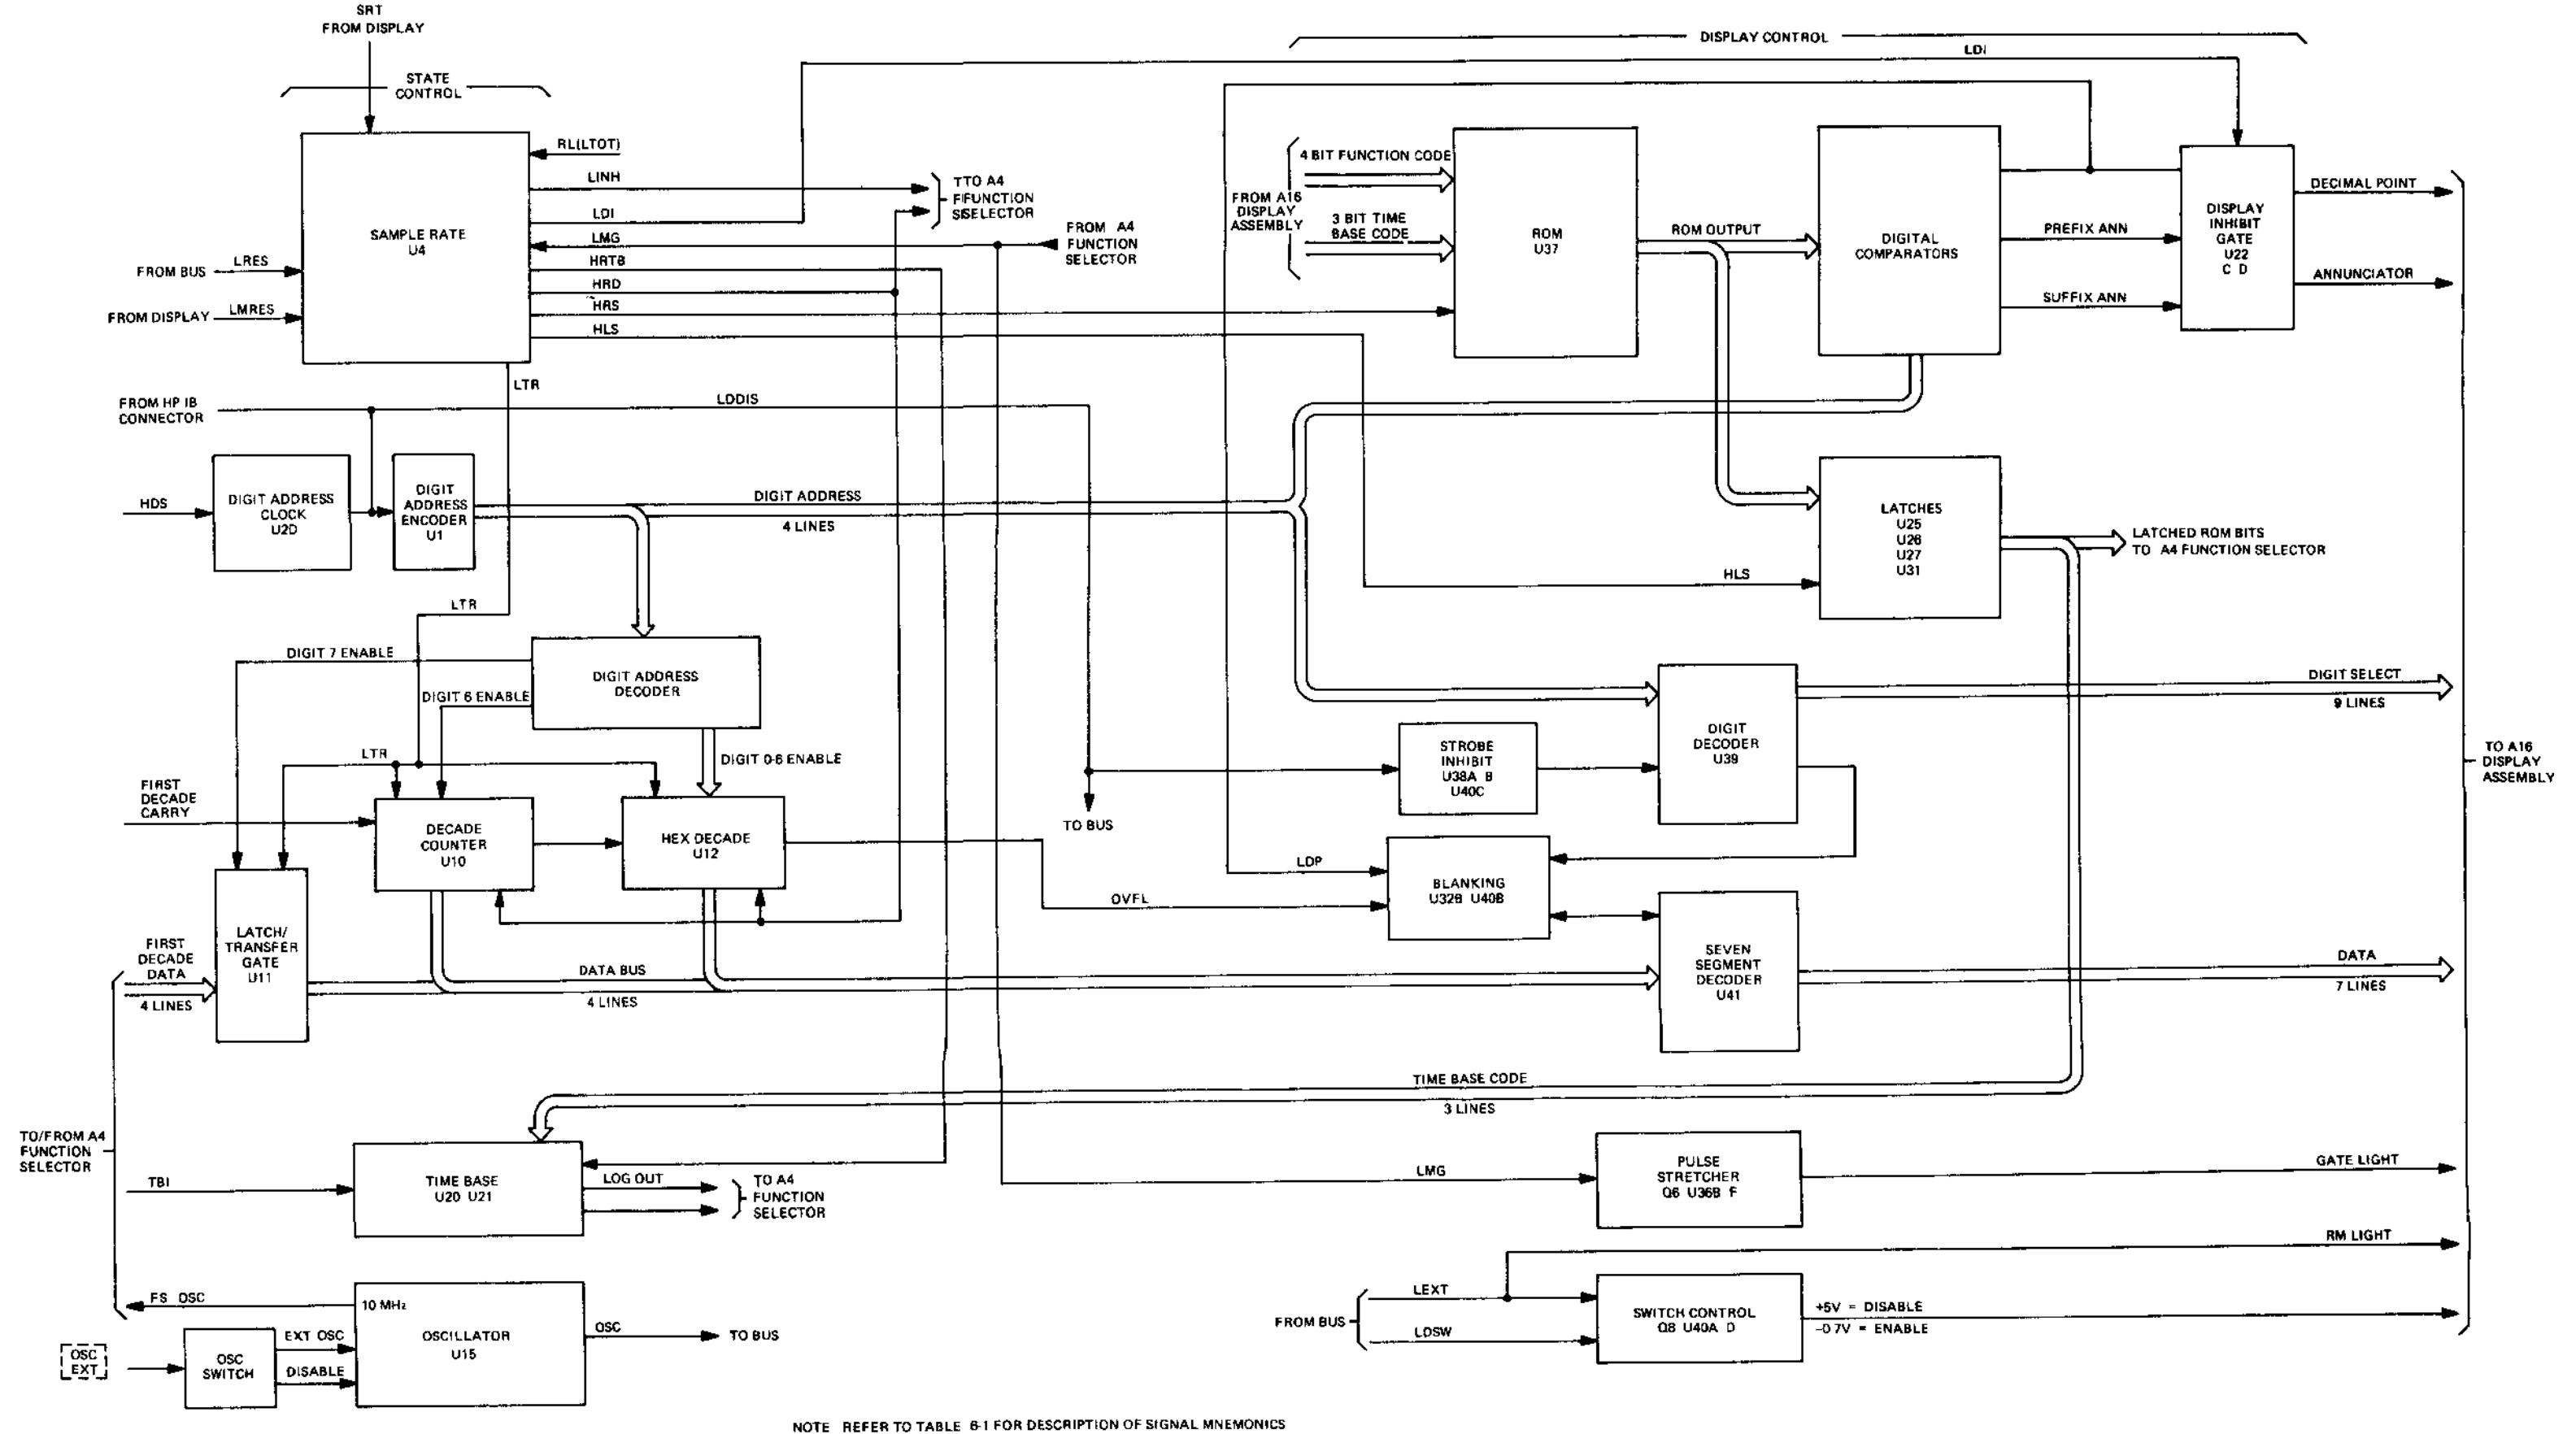 SRT
FROM DISPLAY
STATE
CONTROL
DISPLAY CONTROL
LDI
SAMPLE RATE
U4
RL(LTOT)
LINH
LDI
LMG
HRTB
HRD
HRS
HLS
TTO A4
FIFUNCTION
SISELECTOR
FROM A4
FUNCTION
SELECTOR
FROM BUS
LRES
FROM DISPLAY
LMRES
LTR
4 BIT FUNCTION CODE
FROM A16
DISPLAY
ASSEMBLY
3 BIT TIME
BASE CODE
ROM
U37
ROM OUTPUT
DIGITAL
COMPARATORS
PREFIX ANN
SUFFIX ANN
DISPLAY
INHIBIT
GATE
U22
C D
DECIMAL POINT
ANNUNCIATOR
FROM HP IB
CONNECTOR
LDDIS
HDS
DIGIT ADDRESS
CLOCK
U2D
DIGIT
ADDRESS
ENCODER
U1
DIGIT ADDRESS
4 LINES
LATCHES
U25
U26
U27
U31
HLS
LATCHED ROM BITS
TO A4 FUNCTION SELECTOR
LTR
DIGIT 7 ENABLE
DIGIT 6 ENABLE
DIGIT ADDRESS
DECODER
DIGIT 0-6 ENABLE
LTR
FIRST
DECADE
CARRY
DECADE
COUNTER
U10
HEX DECADE
U12
TO BUS
STROBE
INHIBIT
U38A B
U40C
DIGIT
DECODER
U39
DIGIT SELECT
9 LINES
TO A16
DISPLAY
ASSEMBLY
LDP
OVFL
BLANKING
U32B U40B
FIRST
DECADE
DATA
4 LINES
LATCH/
TRANSFER
GATE
U11
DATA BUS
4 LINES
SEVEN
SEGMENT
DECODER
U41
DATA
7 LINES
TIME BASE CODE
3 LINES
TO/FROM A4
FUNCTION
SELECTOR
TBI
TIME BASE
U20 U21
LOG OUT
TO A4
FUNCTION
SELECTOR
LMG
PULSE
STRETCHER
Q6 U36B F
GATE LIGHT
RM LIGHT
FS OSC
10 MHz
OSCILLATOR
U15
OSC
TO BUS
OSC
EXT
OSC
SWITCH
EXT OSC
DISABLE
FROM BUS
LEXT
LDSW
SWITCH CONTROL
Q8 U40A D
+5V = DISABLE
-0 7V = ENABLE
NOTE REFER TO TABLE 6-1 FOR DESCRIPTION OF SIGNAL MNEMONICS